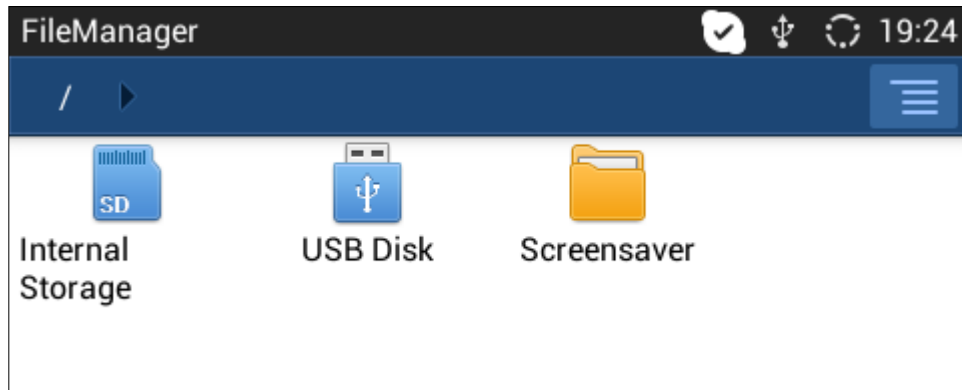 FileManager 19:24
/
SD
Internal Storage
USB Disk
Screensaver